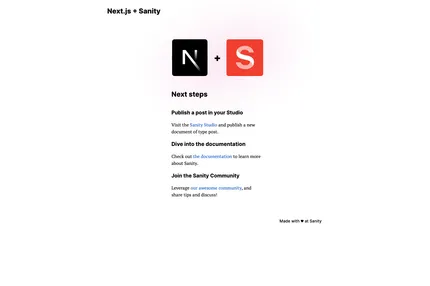 Next.js + Sanity
N + S
Next steps
Publish a post in your Studio
Visit the Sanity Studio and publish a new
document of type post.
Dive into the documentation
Check out the documentation to learn more
about Sanity.
Join the Sanity Community
Leverage our awesome community, and
share tips and discuss!
Made with ♥ at Sanity